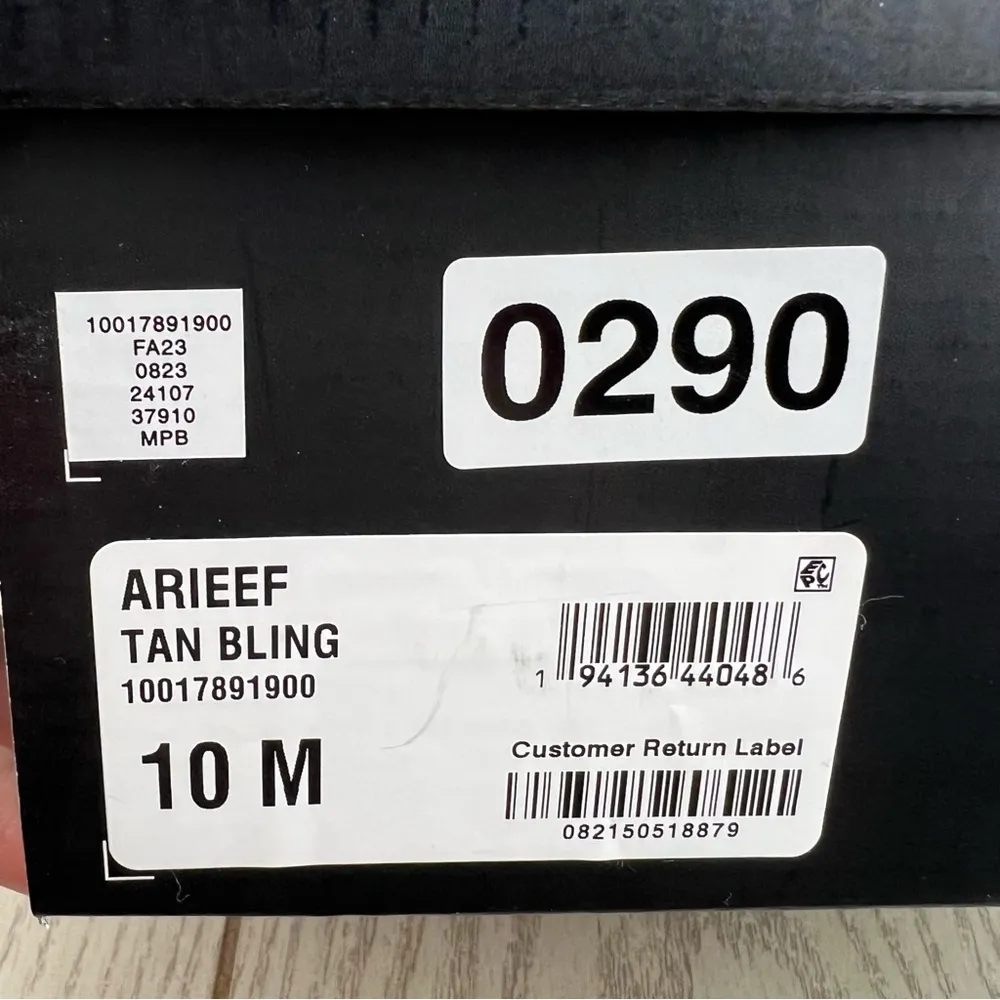 10017891900
FA23
0823
24107
37910
MPB
0290
ARIEEF
TAN BLING
10017891900
10 M
EPC
1 94136 44048 6
Customer Return Label
082150518879